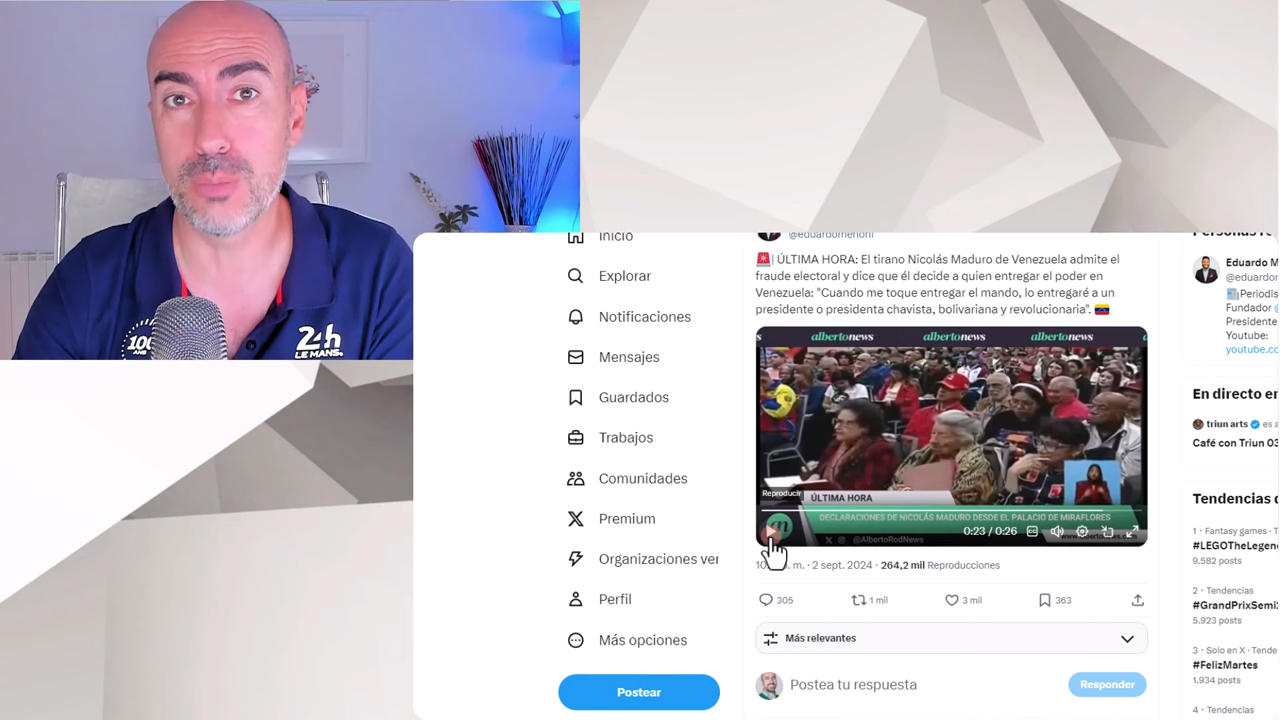 100
ANS
24h
LE MANS
Inicio
Explorar
Notificaciones
Mensajes
Guardados
Trabajos
Comunidades
Premium
Organizaciones ver
Perfil
Más opciones
Postear
@eduardomenoni
🚨| ÚLTIMA HORA: El tirano Nicolás Maduro de Venezuela admite el
fraude electoral y dice que él decide a quien entregar el poder en
Venezuela: "Cuando me toque entregar el mando, lo entregaré a un
presidente o presidenta chavista, bolivariana y revolucionaria". 🇻🇪
s albertonews albertonews albertonews
Reproducir
ÚLTIMA HORA
DECLARACIONES DE NICOLÁS MADURO DESDE EL PALACIO DE MIRAFLORES
0:23 / 0:26
@AlbertoRodNews
m. · 2 sept. 2024 · 264,2 mil Reproducciones
305 1 mil 3 mil 363
Más relevantes
Postea tu respuesta
Responder
Eduardo M
@eduardo
Periodis
Fundador @
Presidente
Youtube:
youtube.co
En directo en
triun arts es a
Café con Triun 03
Tendencias d
1 · Fantasy games · T
#LEGOTheLegen
9.582 posts
2 · Tendencias
#GrandPrixSemi2
5.923 posts
3 · Solo en X · Tende
#FelizMartes
1.934 posts
4 · Tendencias